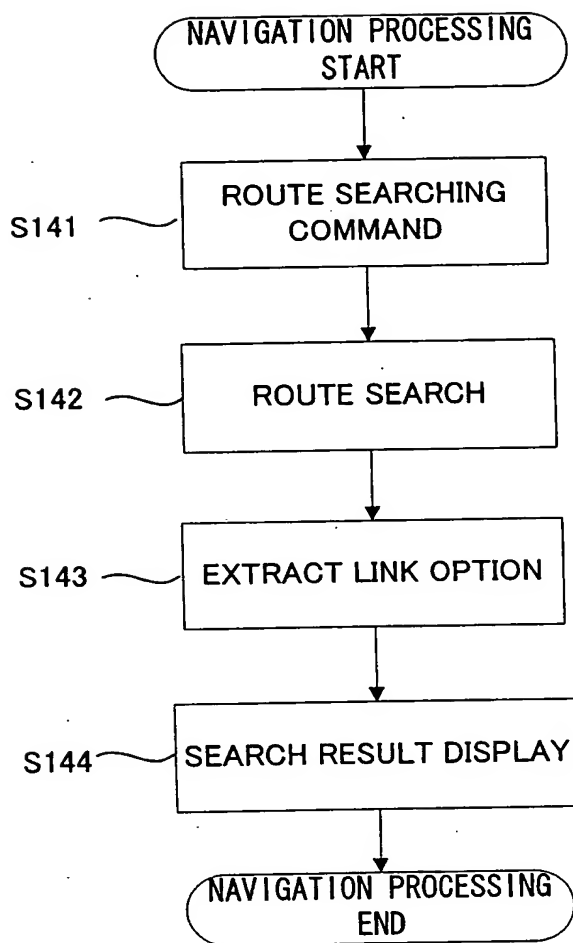 NAVIGATION PROCESSING
START
S141
ROUTE SEARCHING
COMMAND
S142
ROUTE SEARCH
S143
EXTRACT LINK OPTION
S144
SEARCH RESULT DISPLAY
NAVIGATION PROCESSING
END